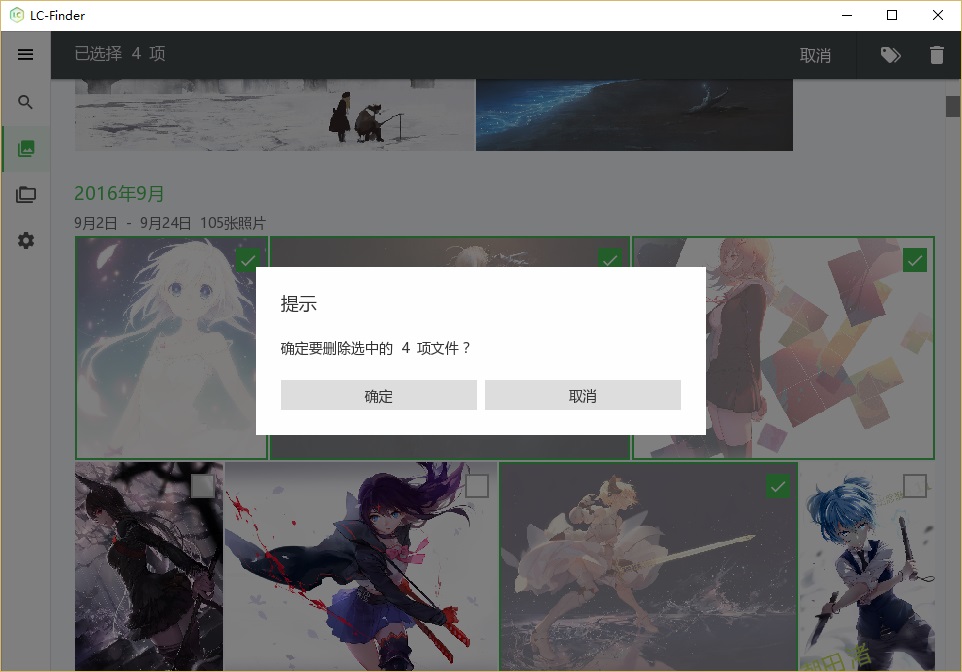 LC-Finder
已选择 4 项
取消
2016年9月
9月2日 - 9月24日 105张照片
提示
确定要删除选中的 4 项文件？
确定
取消